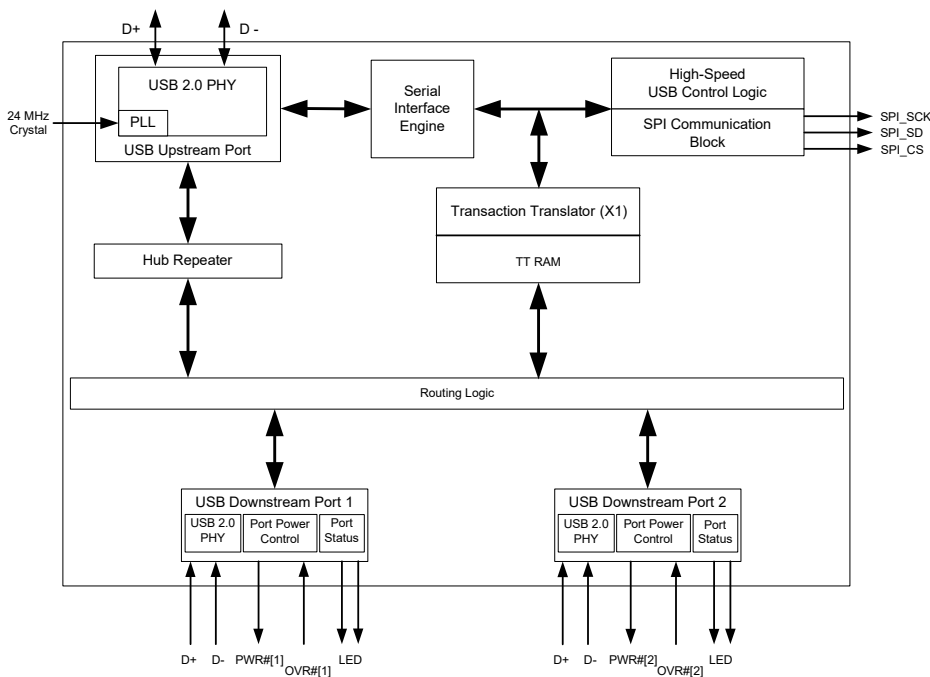 D+ D -
USB 2.0 PHY
PLL
USB Upstream Port
24 MHz
Crystal
Serial
Interface
Engine
High-Speed
USB Control Logic
SPI Communication
Block
SPI_SCK
SPI_SD
SPI_CS
Transaction Translator (X1)
TT RAM
Hub Repeater
Routing Logic
USB Downstream Port 1
USB 2.0
PHY
Port Power
Control
Port
Status
USB Downstream Port 2
USB 2.0
PHY
Port Power
Control
Port
Status
D+ D- PWR#[1] LED
OVR#[1]
D+ D- PWR#[2] LED
OVR#[2]